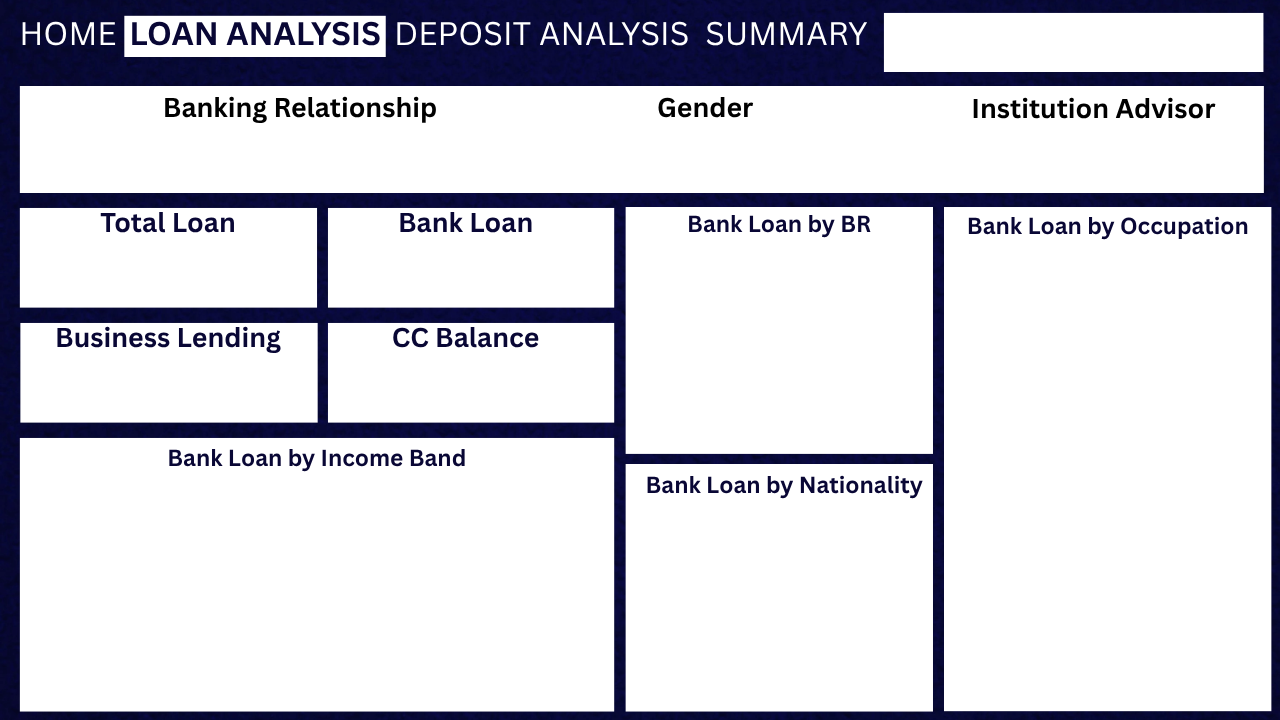 HOME LOAN ANALYSIS DEPOSIT ANALYSIS SUMMARY
Banking Relationship
Gender
Institution Advisor
Total Loan
Bank Loan
Bank Loan by BR
Bank Loan by Occupation
Business Lending
CC Balance
Bank Loan by Income Band
Bank Loan by Nationality